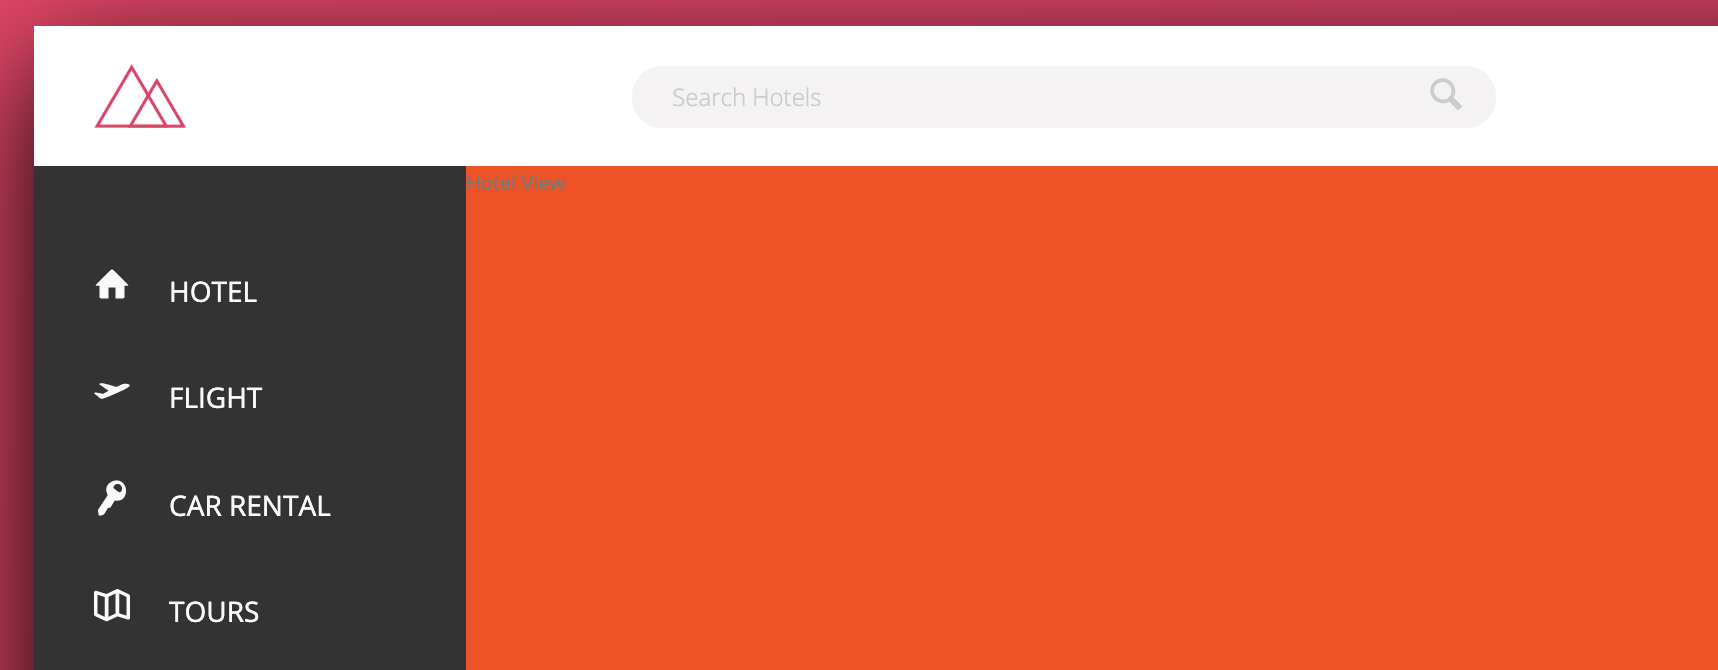 Search Hotels
Hotel View
HOTEL
FLIGHT
CAR RENTAL
TOURS